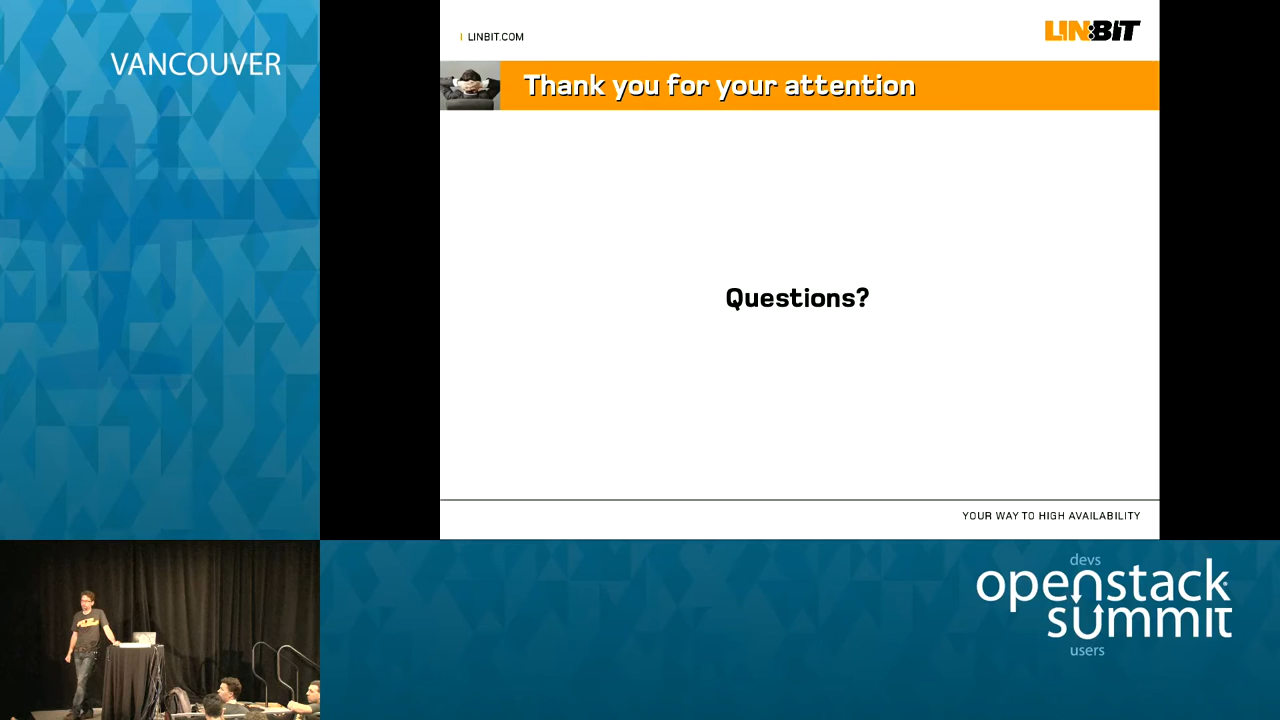 VANCOUVER
LINBIT.COM
LINBIT
Thank you for your attention
Questions?
YOUR WAY TO HIGH AVAILABILITY
devs
openstack
summit
users